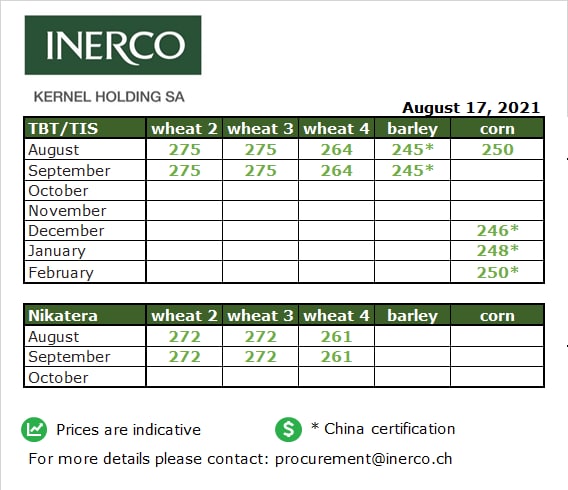 INERCO
KERNEL HOLDING SA
August 17, 2021
TBT/TIS wheat 2 wheat 3 wheat 4 barley corn
August 275 275 264 245* 250
September 275 275 264 245*
October
November
December 246*
January 248*
February 250*
Nikatera wheat 2 wheat 3 wheat 4 barley corn
August 272 272 261
September 272 272 261
October
Prices are indicative $ * China certification
For more details please contact: procurement@inerco.ch